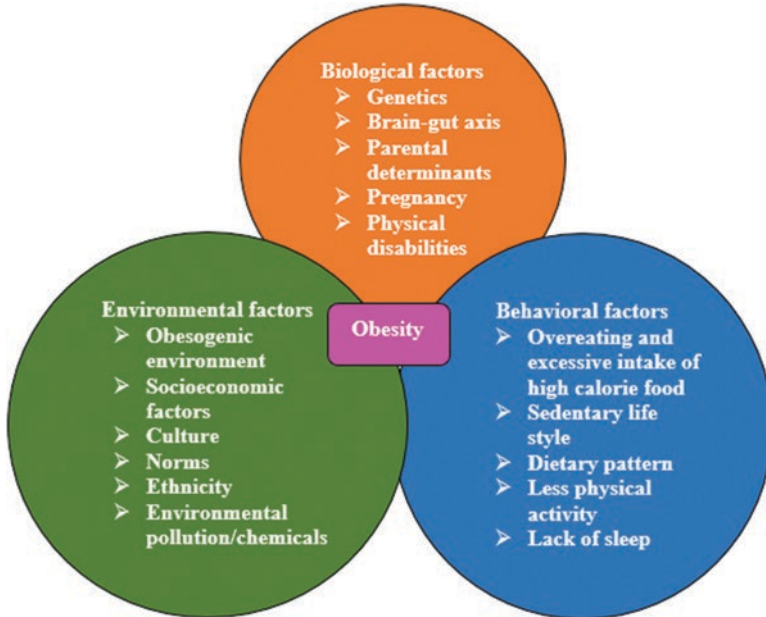 Biological factors
➢ Genetics
➢ Brain-gut axis
➢ Parental
determinants
➢ Pregnancy
➢ Physical
disabilities
Environmental factors
➢ Obesogenic
environment
➢ Socioeconomic
factors
➢ Culture
➢ Norms
➢ Ethnicity
➢ Environmental
pollution/chemicals
Obesity
Behavioral factors
➢ Overeating and
excessive intake of
high calorie food
➢ Sedentary life
style
➢ Dietary pattern
➢ Less physical
activity
➢ Lack of sleep